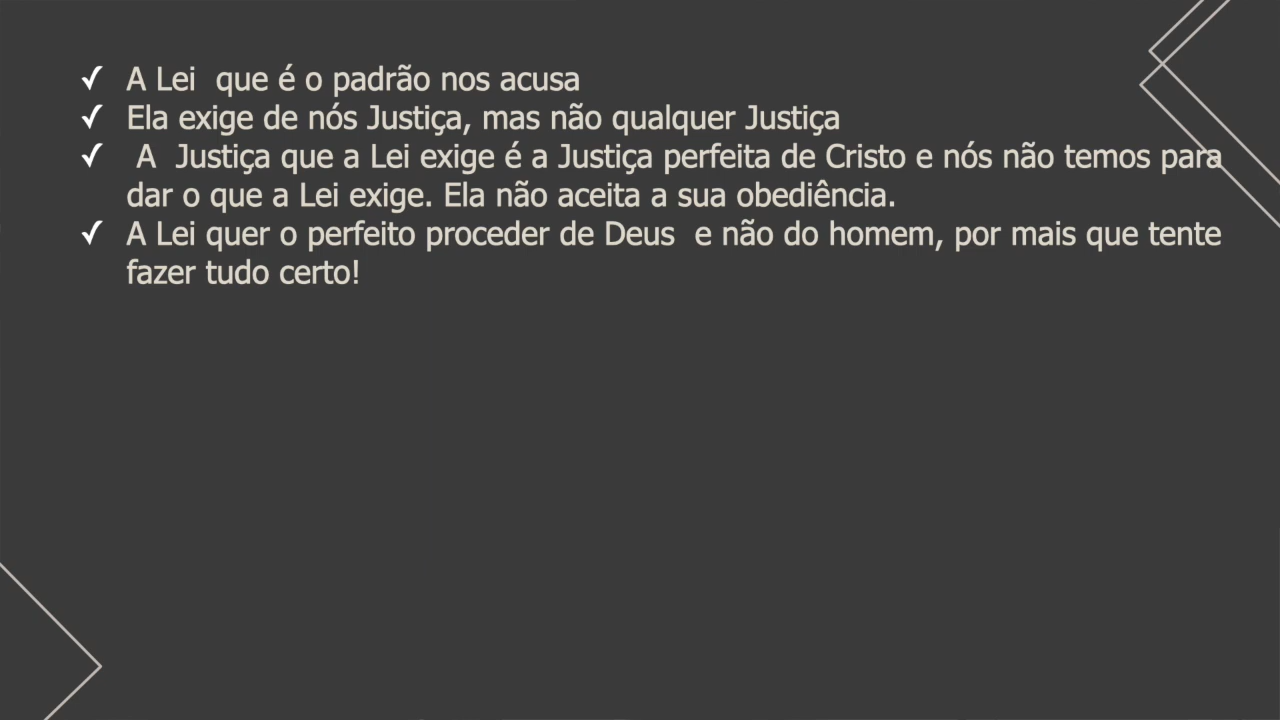 ✓ A Lei  que é o padrão nos acusa
✓ Ela exige de nós Justiça, mas não qualquer Justiça
✓  A  Justiça que a Lei exige é a Justiça perfeita de Cristo e nós não temos para
dar o que a Lei exige. Ela não aceita a sua obediência.
✓ A Lei quer o perfeito proceder de Deus  e não do homem, por mais que tente
fazer tudo certo!